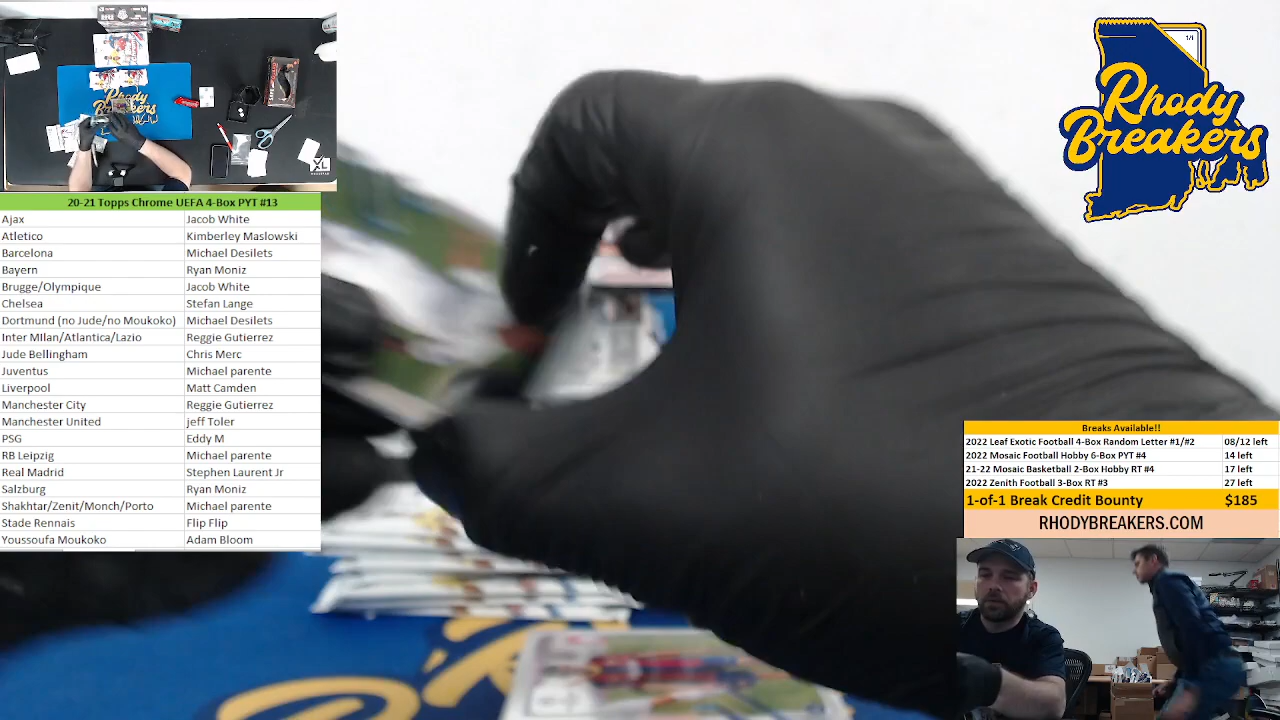 20-21 Topps Chrome UEFA 4-Box PYT #13
Ajax Jacob White
Atletico Kimberley Maslowski
Barcelona Michael Desilets
Bayern Ryan Moniz
Brugge/Olympique Jacob White
Chelsea Stefan Lange
Dortmund (no Jude/no Moukoko) Michael Desilets
Inter MIlan/Atlantica/Lazio Reggie Gutierrez
Jude Bellingham Chris Merc
Juventus Michael parente
Liverpool Matt Camden
Manchester City Reggie Gutierrez
Manchester United jeff Toler
PSG Eddy M
RB Leipzig Michael parente
Real Madrid Stephen Laurent Jr
Salzburg Ryan Moniz
Shakhtar/Zenit/Monch/Porto Michael parente
Stade Rennais Flip Flip
Youssoufa Moukoko Adam Bloom
Rhody
Breakers
XL
1/1
Rhody
Breakers
Breaks Available!!
2022 Leaf Exotic Football 4-Box Random Letter #1/#2 08/12 left
2022 Mosaic Football Hobby 6-Box PYT #4 14 left
21-22 Mosaic Basketball 2-Box Hobby RT #4 17 left
2022 Zenith Football 3-Box RT #3 27 left
1-of-1 Break Credit Bounty $185
RHODYBREAKERS.COM